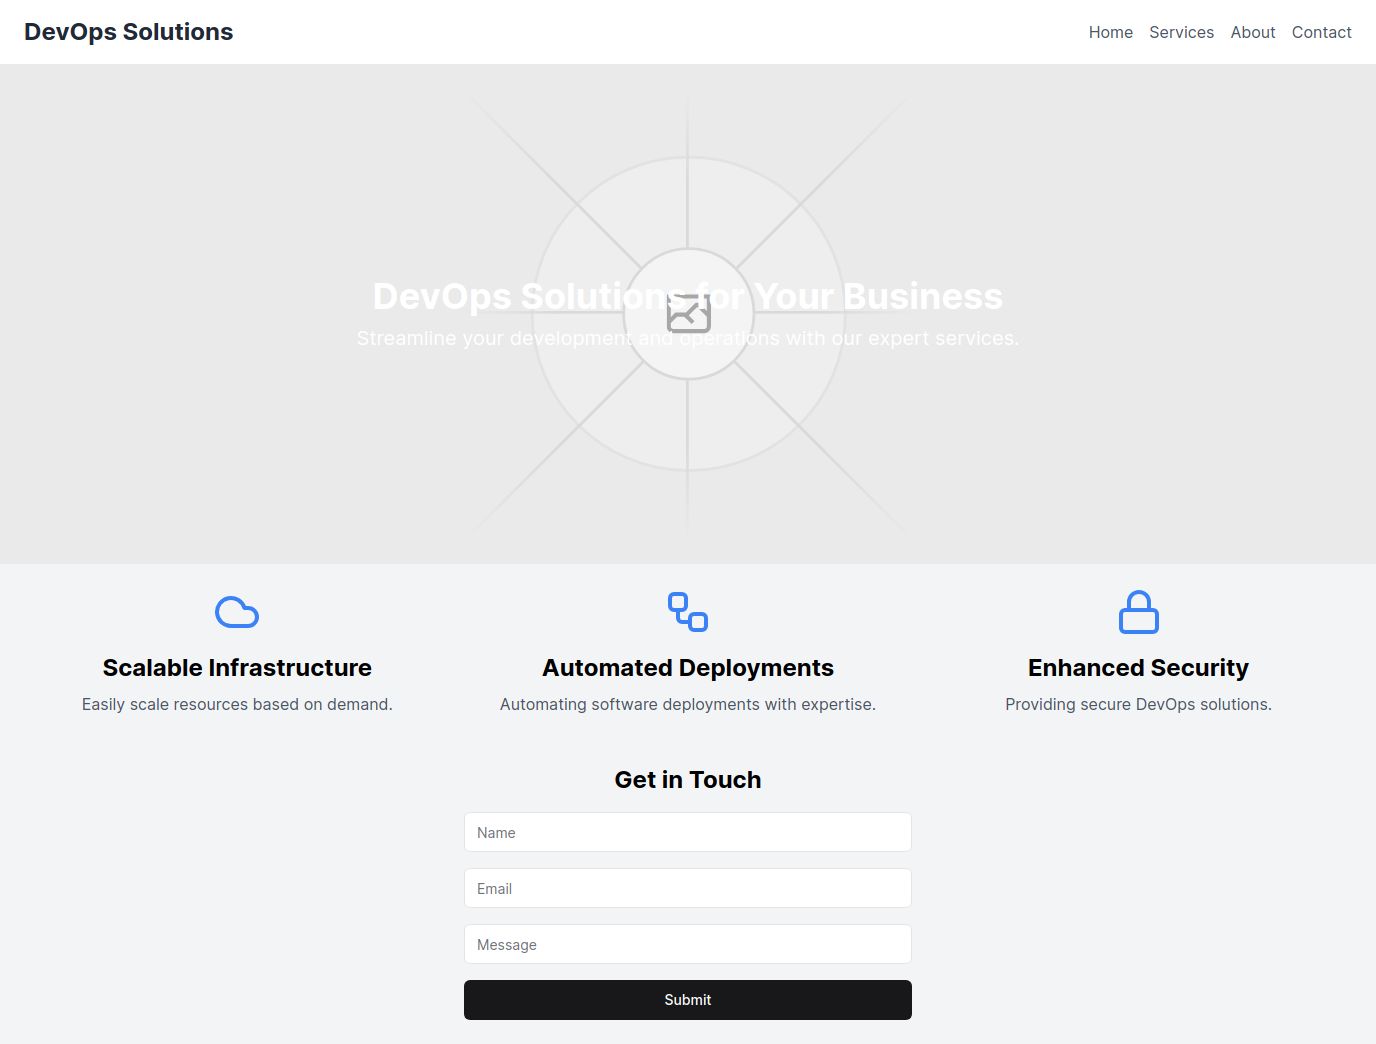 DevOps Solutions
Home Services About Contact
DevOps Solutions for Your Business
Streamline your development and operations with our expert services.
Scalable Infrastructure
Easily scale resources based on demand.
Automated Deployments
Automating software deployments with expertise.
Enhanced Security
Providing secure DevOps solutions.
Get in Touch
Name
Email
Message
Submit